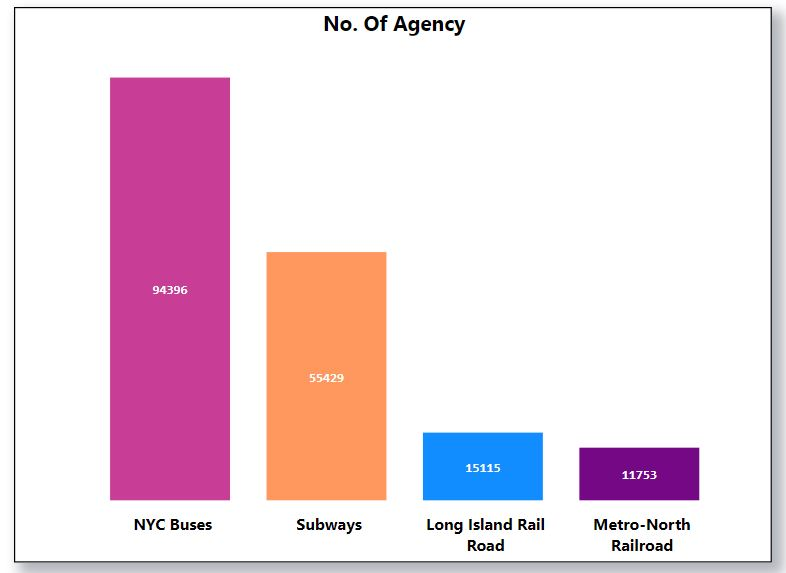 No. Of Agency
94396
55429
15115
11753
NYC Buses
Subways
Long Island Rail
Road
Metro-North
Railroad